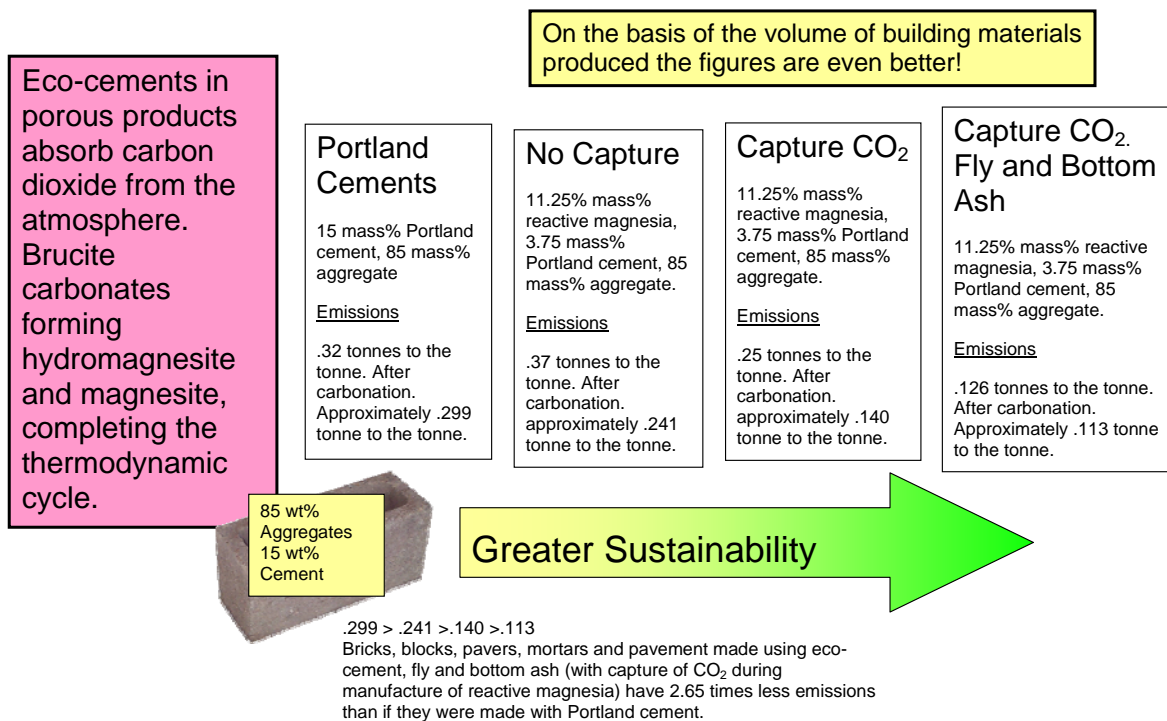 On the basis of the volume of building materials
produced the figures are even better!
Eco-cements in
porous products
absorb carbon
dioxide from the
atmosphere.
Brucite
carbonates
forming
hydromagnesite
and magnesite,
completing the
thermodynamic
cycle.
Portland
Cements
15 mass% Portland
cement, 85 mass%
aggregate
Emissions
.32 tonnes to the
tonne. After
carbonation.
Approximately .299
tonne to the tonne.
No Capture
11.25% mass%
reactive magnesia,
3.75 mass%
Portland cement, 85
mass% aggregate.
Emissions
.37 tonnes to the
tonne. After
carbonation.
approximately .241
tonne to the tonne.
Capture CO₂
11.25% mass%
reactive magnesia,
3.75 mass% Portland
cement, 85 mass%
aggregate.
Emissions
.25 tonnes to the
tonne. After
carbonation.
approximately .140
tonne to the tonne.
Capture CO₂.
Fly and Bottom
Ash
11.25% mass% reactive
magnesia, 3.75 mass%
Portland cement, 85
mass% aggregate.
Emissions
.126 tonnes to the tonne.
After carbonation.
Approximately .113 tonne
to the tonne.
85 wt%
Aggregates
15 wt%
Cement
Greater Sustainability
.299 > .241 >.140 >.113
Bricks, blocks, pavers, mortars and pavement made using eco-
cement, fly and bottom ash (with capture of CO₂ during
manufacture of reactive magnesia) have 2.65 times less emissions
than if they were made with Portland cement.